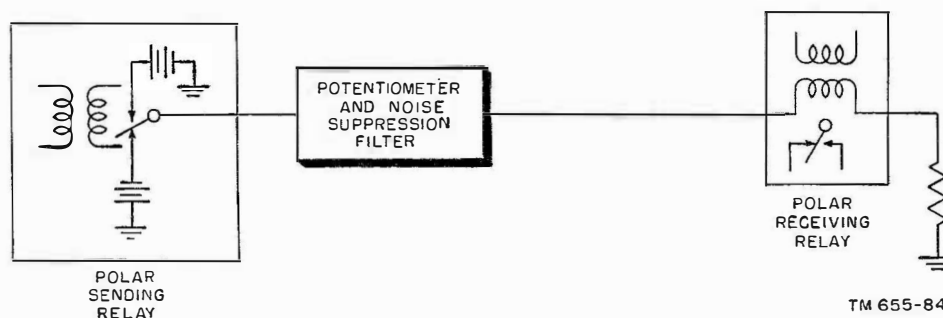 POTENTIOMETER
AND NOISE
SUPPRESSION
FILTER
POLAR
SENDING
RELAY
POLAR
RECEIVING
RELAY
TM 655-84